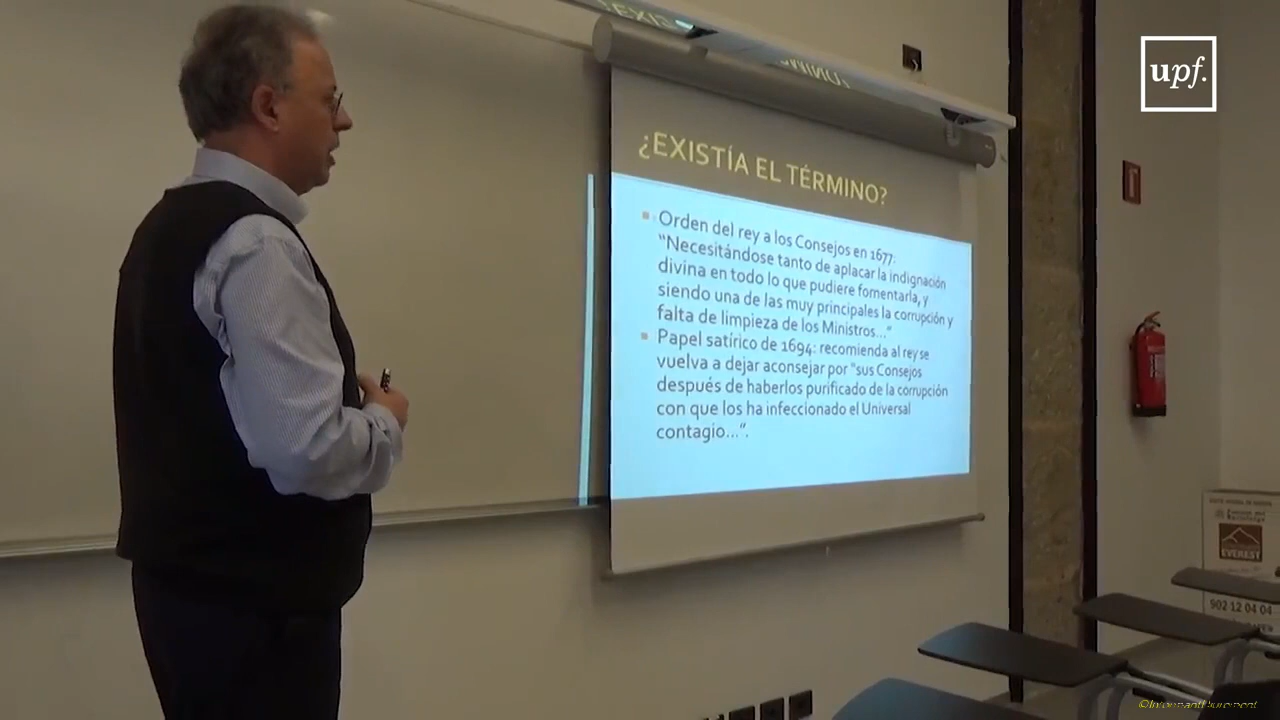 upf.
¿EXISTÍA EL TÉRMINO?
Orden del rey a los Consejos en 1677:
“Necesitándose tanto de aplacar la indignación
divina en todo lo que pudiere fomentarla, y
siendo una de las muy principales la corrupción y
falta de limpieza de los Ministros...”
Papel satírico de 1694: recomienda al rey se
vuelva a dejar aconsejar por “sus Consejos
después de haberlos purificado de la corrupción
con que los ha infeccionado el Universal
contagio...”.
EVEREST
902 12 04 04